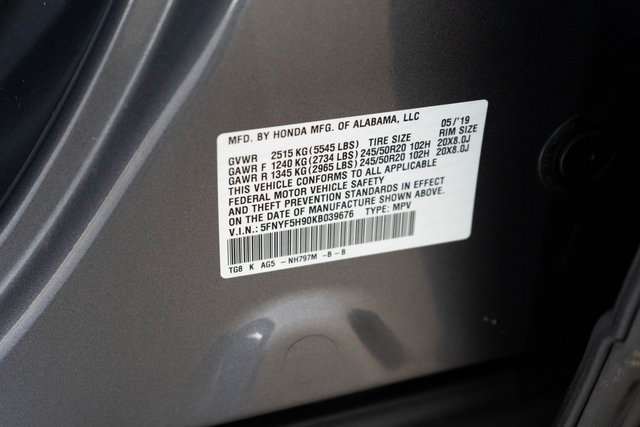 MFD. BY HONDA MFG. OF ALABAMA, LLC 05/'19
TIRE SIZE RIM SIZE
GVWR 2515 KG (5545 LBS)
GAWR F 1240 KG (2734 LBS) 245/50R20 102H 20X8.0J
GAWR R 1345 KG (2965 LBS) 245/50R20 102H 20X8.0J
THIS VEHICLE CONFORMS TO ALL APPLICABLE
FEDERAL MOTOR VEHICLE SAFETY
AND THEFT PREVENTION STANDARDS IN EFFECT
ON THE DATE OF MANUFACTURE SHOWN ABOVE.
V.I.N.: 5FNYF5H90KB039676 TYPE: MPV
TG8 K AG5 - NH797M -B - B